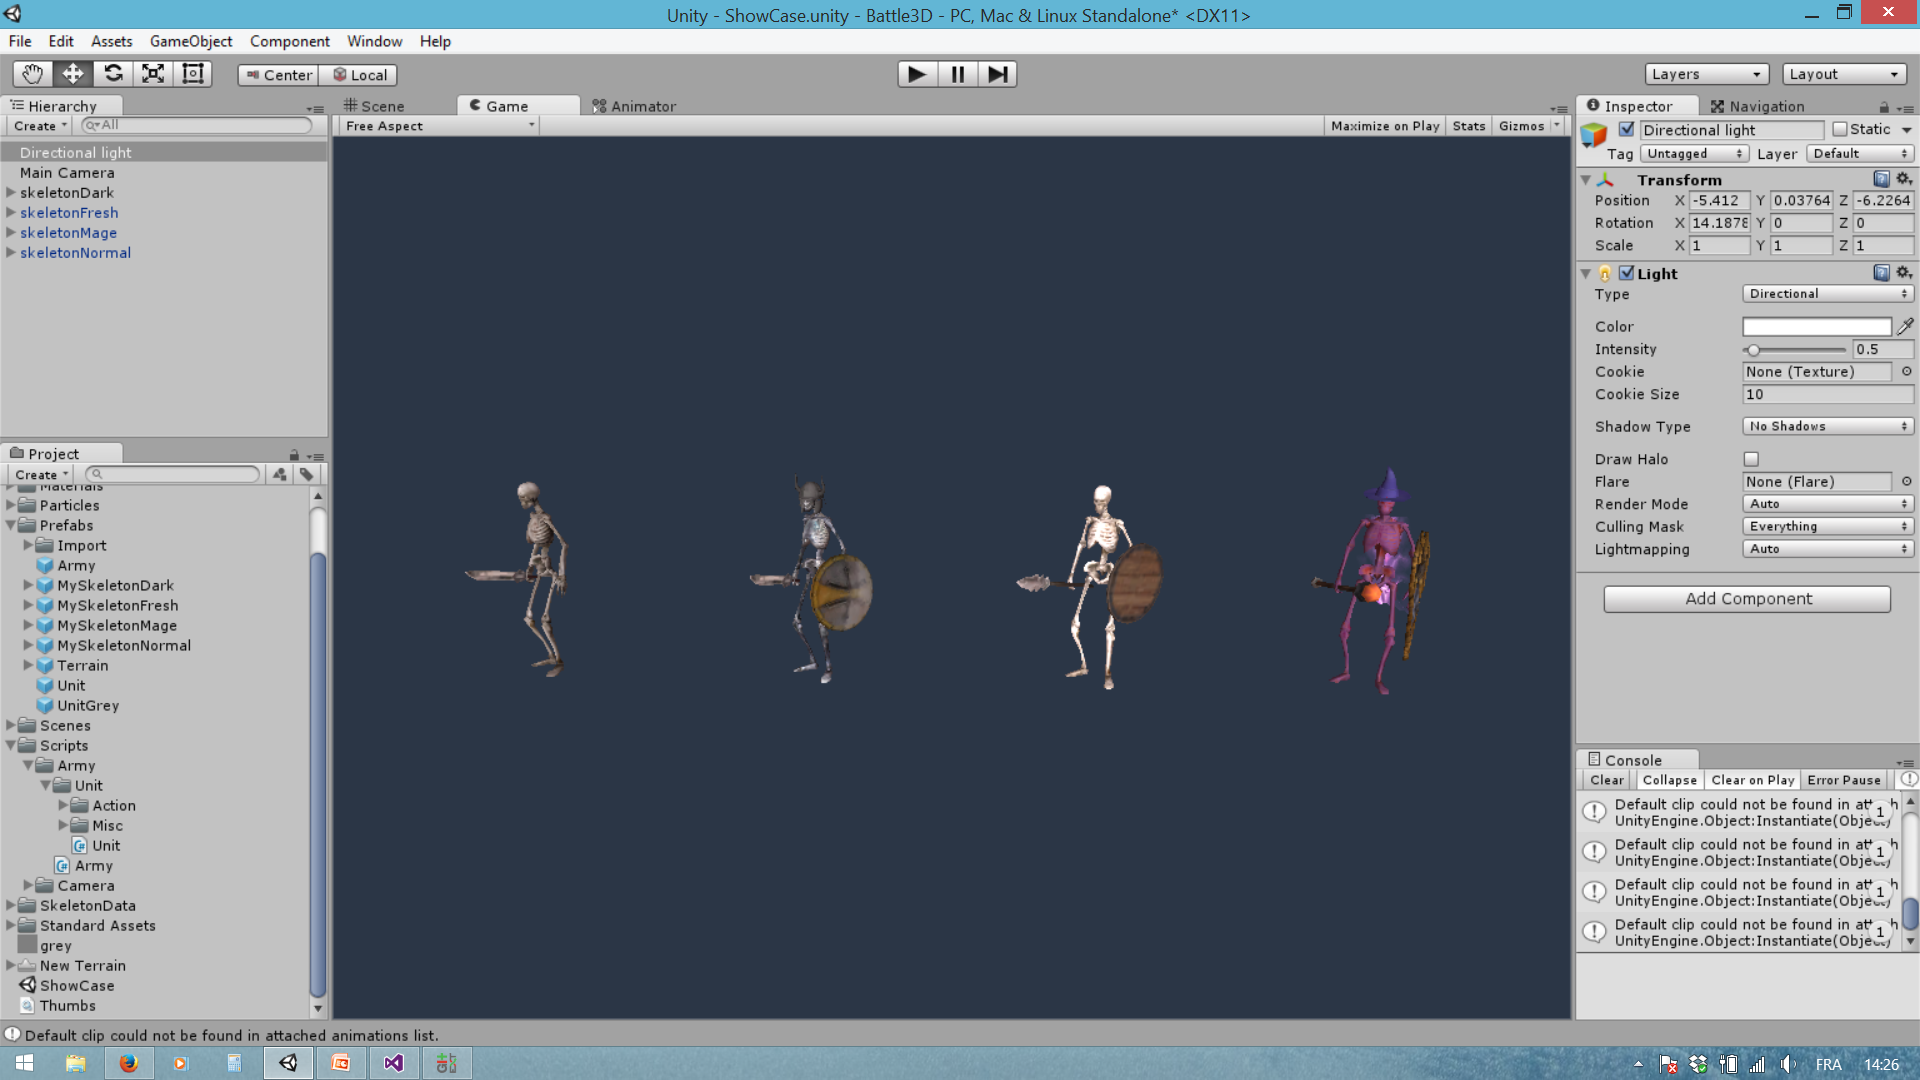 Unity - ShowCase.unity - Battle3D - PC, Mac & Linux Standalone* <DX11>
File Edit Assets GameObject Component Window Help
Center Local
Layers Layout
Hierarchy
Create All
Directional light
Main Camera
skeletonDark
skeletonFresh
skeletonMage
skeletonNormal
Project
Create
Materials
Particles
Prefabs
Import
Army
MySkeletonDark
MySkeletonFresh
MySkeletonMage
MySkeletonNormal
Terrain
Unit
UnitGrey
Scenes
Scripts
Army
Unit
Action
Misc
Unit
Army
Camera
SkeletonData
Standard Assets
grey
New Terrain
ShowCase
Thumbs
Scene Game Animator
Free Aspect Maximize on Play Stats Gizmos
Inspector Navigation
Directional light Static
Tag Untagged Layer Default
Transform
Position X -5.412 Y 0.03764 Z -6.2264
Rotation X 14.1878 Y 0 Z 0
Scale X 1 Y 1 Z 1
Light
Type Directional
Color
Intensity 0.5
Cookie None (Texture)
Cookie Size 10
Shadow Type No Shadows
Draw Halo
Flare None (Flare)
Render Mode Auto
Culling Mask Everything
Lightmapping Auto
Add Component
Console
Clear Collapse Clear on Play Error Pause
Default clip could not be found in attach
UnityEngine.Object:Instantiate(Object) 1
Default clip could not be found in attach
UnityEngine.Object:Instantiate(Object) 1
Default clip could not be found in attach
UnityEngine.Object:Instantiate(Object) 1
Default clip could not be found in attach
UnityEngine.Object:Instantiate(Object) 1
Default clip could not be found in attached animations list.
FRA 14:26